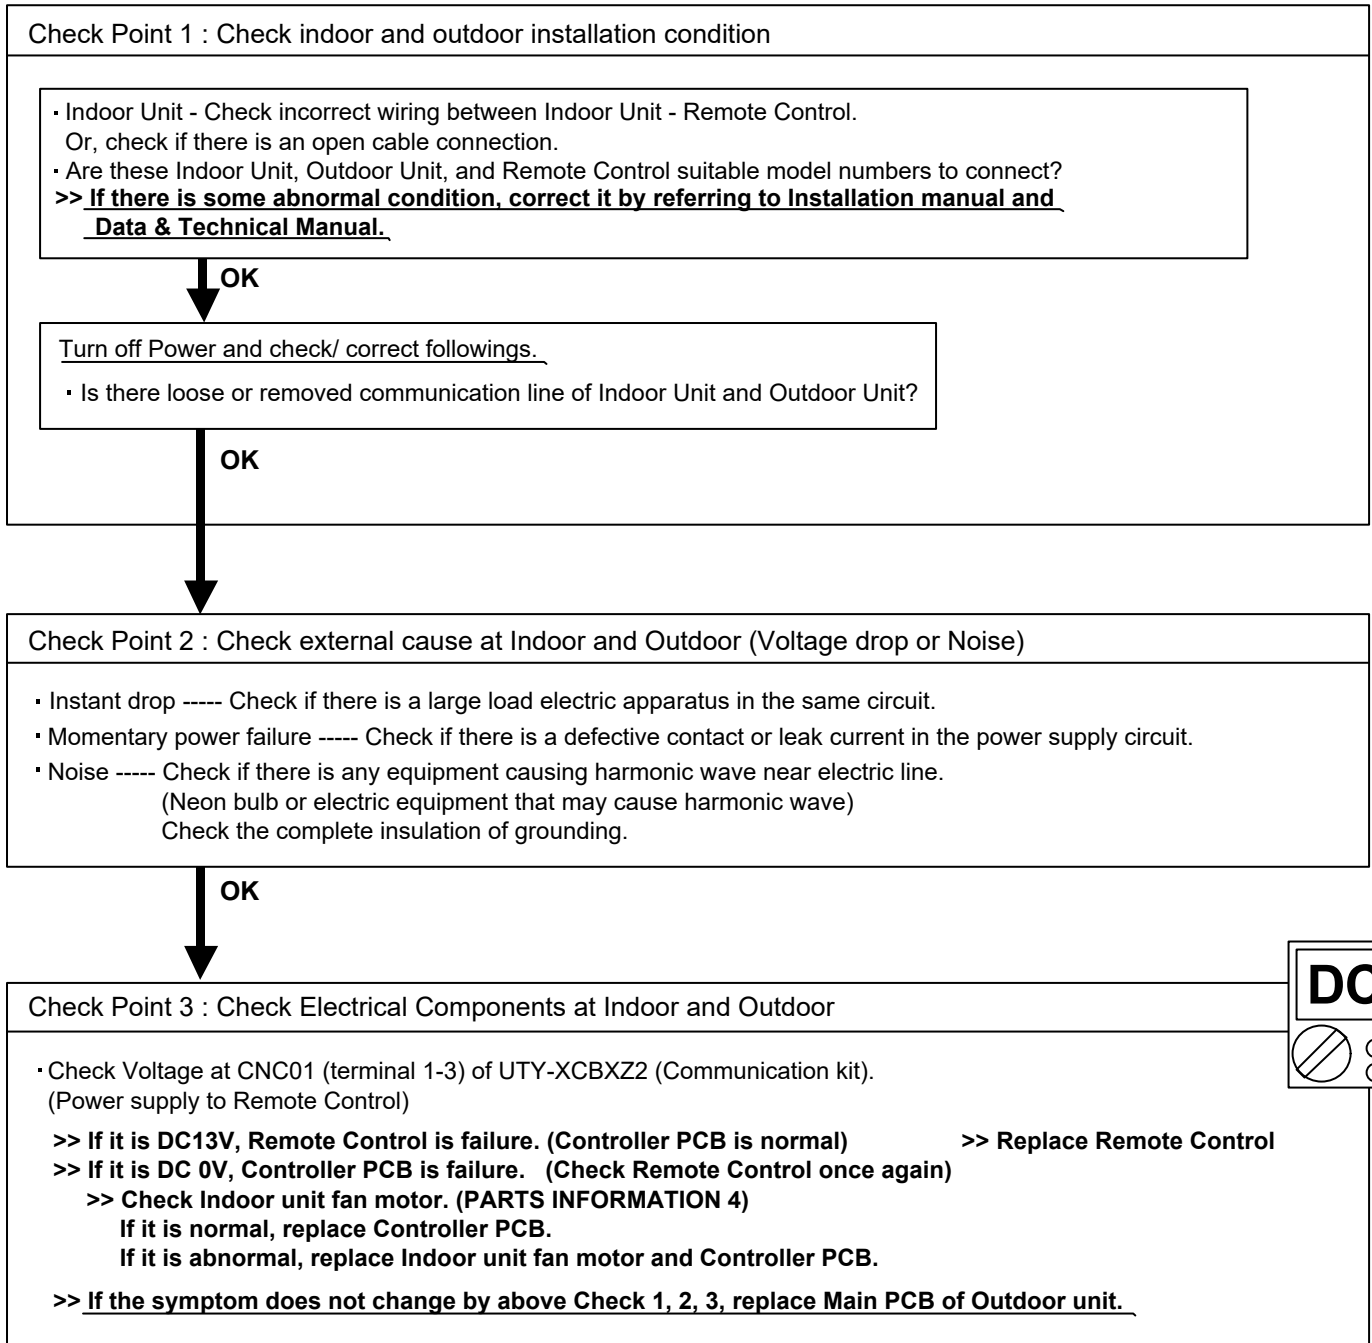 Check Point 1 : Check indoor and outdoor installation condition
· Indoor Unit - Check incorrect wiring between Indoor Unit - Remote Control.
Or, check if there is an open cable connection.
· Are these Indoor Unit, Outdoor Unit, and Remote Control suitable model numbers to connect?
>> If there is some abnormal condition, correct it by referring to Installation manual and
Data & Technical Manual.
OK
Turn off Power and check/ correct followings.
· Is there loose or removed communication line of Indoor Unit and Outdoor Unit?
OK
Check Point 2 : Check external cause at Indoor and Outdoor (Voltage drop or Noise)
· Instant drop ----- Check if there is a large load electric apparatus in the same circuit.
· Momentary power failure ----- Check if there is a defective contact or leak current in the power supply circuit.
· Noise ----- Check if there is any equipment causing harmonic wave near electric line.
(Neon bulb or electric equipment that may cause harmonic wave)
Check the complete insulation of grounding.
OK
DC
Check Point 3 : Check Electrical Components at Indoor and Outdoor
· Check Voltage at CNC01 (terminal 1-3) of UTY-XCBXZ2 (Communication kit).
(Power supply to Remote Control)
>> If it is DC13V, Remote Control is failure. (Controller PCB is normal) >> Replace Remote Control
>> If it is DC 0V, Controller PCB is failure. (Check Remote Control once again)
>> Check Indoor unit fan motor. (PARTS INFORMATION 4)
If it is normal, replace Controller PCB.
If it is abnormal, replace Indoor unit fan motor and Controller PCB.
>> If the symptom does not change by above Check 1, 2, 3, replace Main PCB of Outdoor unit.